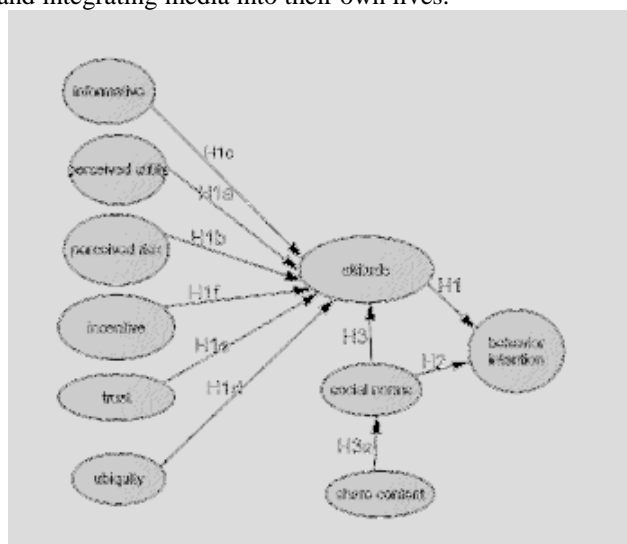 and integrating media into their own lives.
informative
H1c
perceived utility
H1a
perceived risk
H1b
attitude
H1
incentive
H1f
H3
behavior
intention
H1e
H2
trust
social norms
H1d
H3a
ubiquity
share content